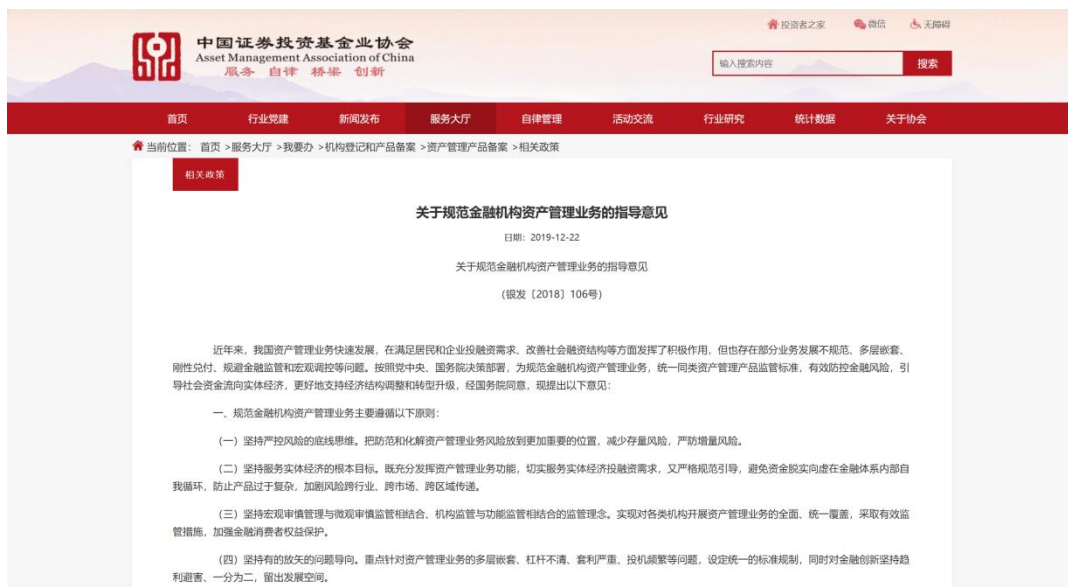 投资者之家 微信 无障碍
中国证券投资基金业协会
Asset Management Association of China
服务 自律 桥梁 创新
输入搜索内容 搜索
首页 行业党建 新闻发布 服务大厅 自律管理 活动交流 行业研究 统计数据 关于协会
当前位置： 首页 >服务大厅 >我要办 >机构登记和产品备案 >资产管理产品备案 >相关政策
相关政策
关于规范金融机构资产管理业务的指导意见
日期：2019-12-22
关于规范金融机构资产管理业务的指导意见
（银发〔2018〕106号）
近年来，我国资产管理业务快速发展，在满足居民和企业投融资需求、改善社会融资结构等方面发挥了积极作用，但也存在部分业务发展不规范、多层嵌套、
刚性兑付、规避金融监管和宏观调控等问题。按照党中央、国务院决策部署，为规范金融机构资产管理业务，统一同类资产管理产品监管标准，有效防控金融风险，引
导社会资金流向实体经济，更好地支持经济结构调整和转型升级，经国务院同意，现提出以下意见：
一、规范金融机构资产管理业务主要遵循以下原则：
（一）坚持严控风险的底线思维。把防范和化解资产管理业务风险放到更加重要的位置，减少存量风险，严防增量风险。
（二）坚持服务实体经济的根本目标。既充分发挥资产管理业务功能，切实服务实体经济投融资需求，又严格规范引导，避免资金脱实向虚在金融体系内部自
我循环，防止产品过于复杂，加剧风险跨行业、跨市场、跨区域传递。
（三）坚持宏观审慎管理与微观审慎监管相结合、机构监管与功能监管相结合的监管理念。实现对各类机构开展资产管理业务的全面、统一覆盖，采取有效监
管措施，加强金融消费者权益保护。
（四）坚持有的放矢的问题导向。重点针对资产管理业务的多层嵌套、杠杆不清、套利严重、投机频繁等问题，设定统一的标准规制，同时对金融创新坚持趋
利避害、一分为二，留出发展空间。